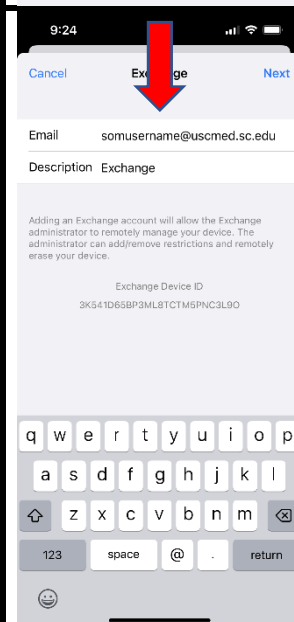 9:24
Cancel Exchange Next
Email somusername@uscmed.sc.edu
Description Exchange
Adding an Exchange account will allow the Exchange
administrator to remotely manage your device. The
administrator can add/remove restrictions and remotely
erase your device.
Exchange Device ID
3K541D65BP3ML8TCTM5PNC3L9O
q w e r t y u i o p
a s d f g h j k l
z x c v b n m
123 space @ . return